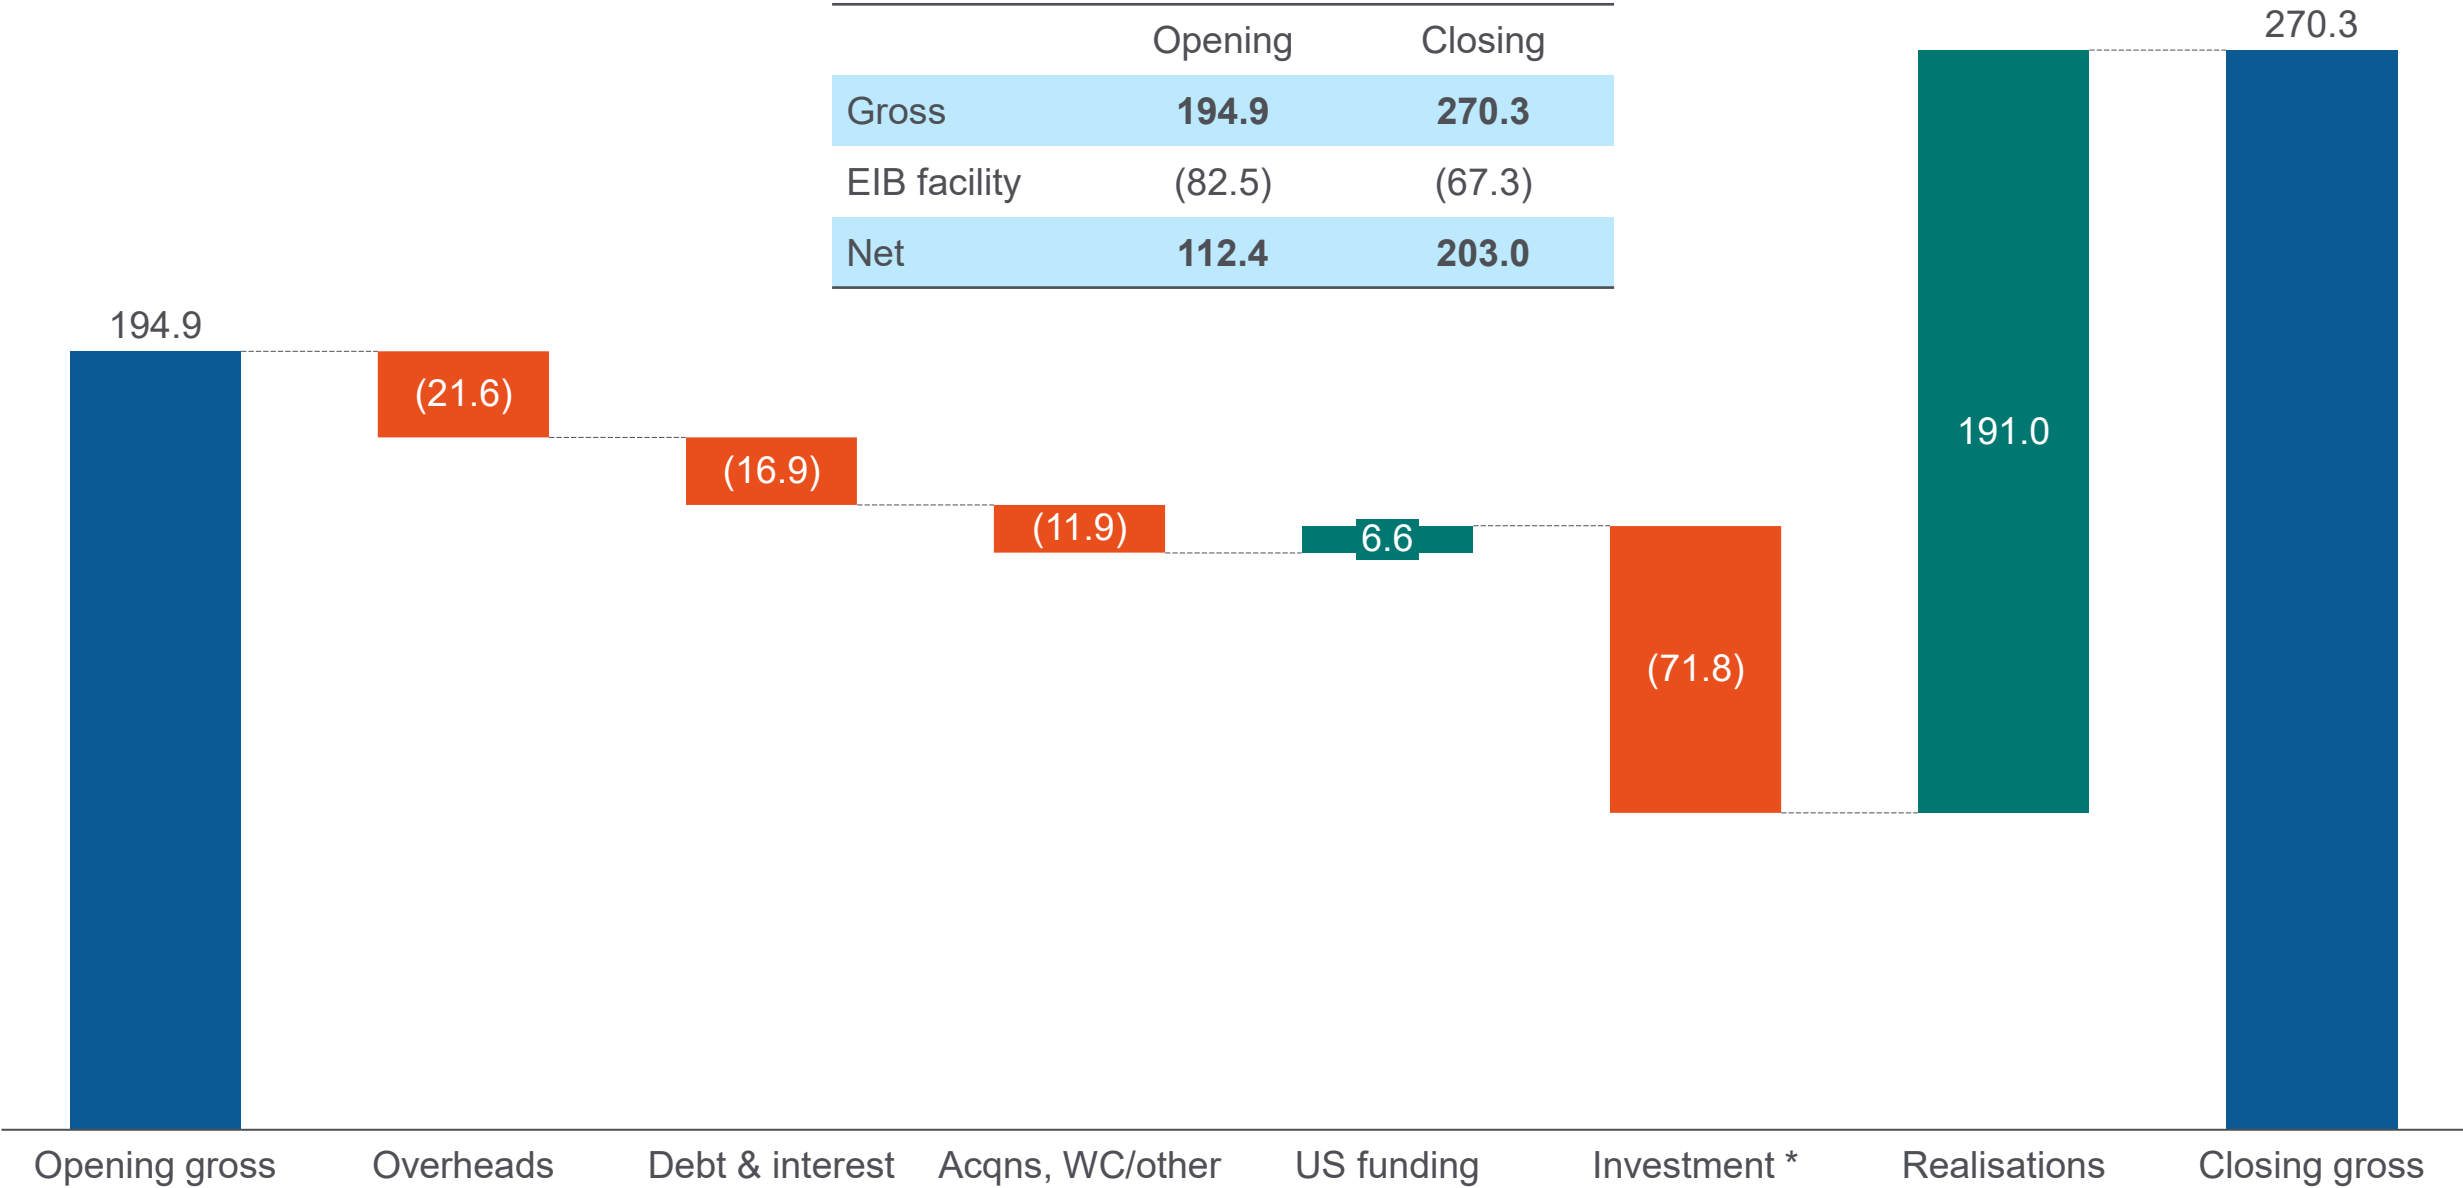 Opening Closing
Gross 194.9 270.3
EIB facility (82.5) (67.3)
Net 112.4 203.0
270.3
194.9
(21.6)
(16.9)
(11.9)
6.6
(71.8)
191.0
Opening gross Overheads Debt & interest Acqns, WC/other US funding Investment * Realisations Closing gross